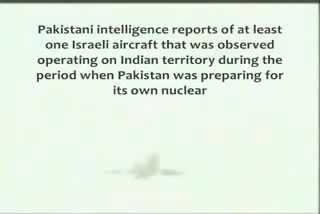 Pakistani intelligence reports of at least
one Israeli aircraft that was observed
operating on Indian territory during the
period when Pakistan was preparing for
its own nuclear